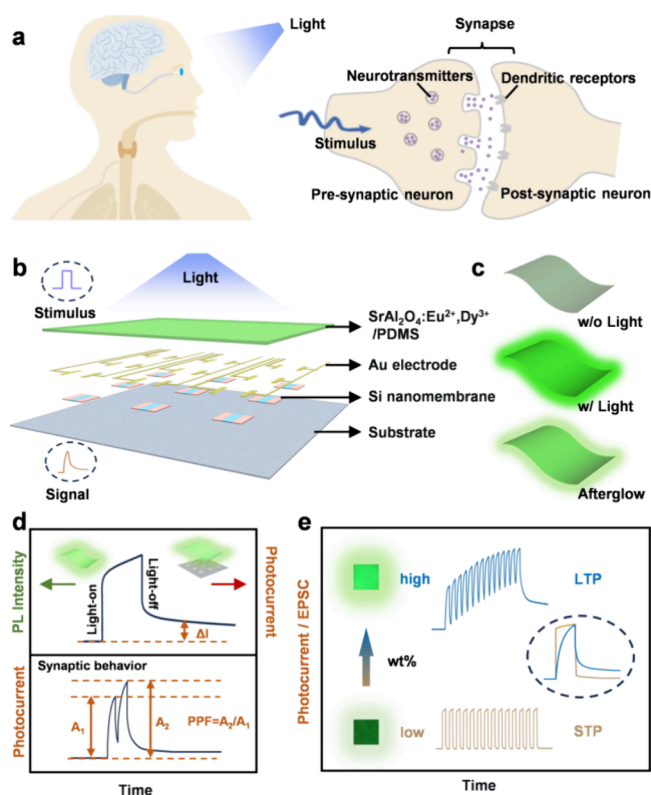 a
Light
Synapse
Neurotransmitters
Dendritic receptors
Stimulus
Pre-synaptic neuron
Post-synaptic neuron
b
Light
Stimulus
SrAl₂O₄:Eu²⁺,Dy³⁺
/PDMS
Au electrode
Si nanomembrane
Substrate
Signal
c
w/o Light
w/ Light
Afterglow
d
PL Intensity
Light-on
Light-off
Photocurrent
ΔI
Synaptic behavior
Photocurrent
A₁
A₂
PPF=A₂/A₁
Time
e
Photocurrent / EPSC
high
LTP
wt%
low
STP
Time